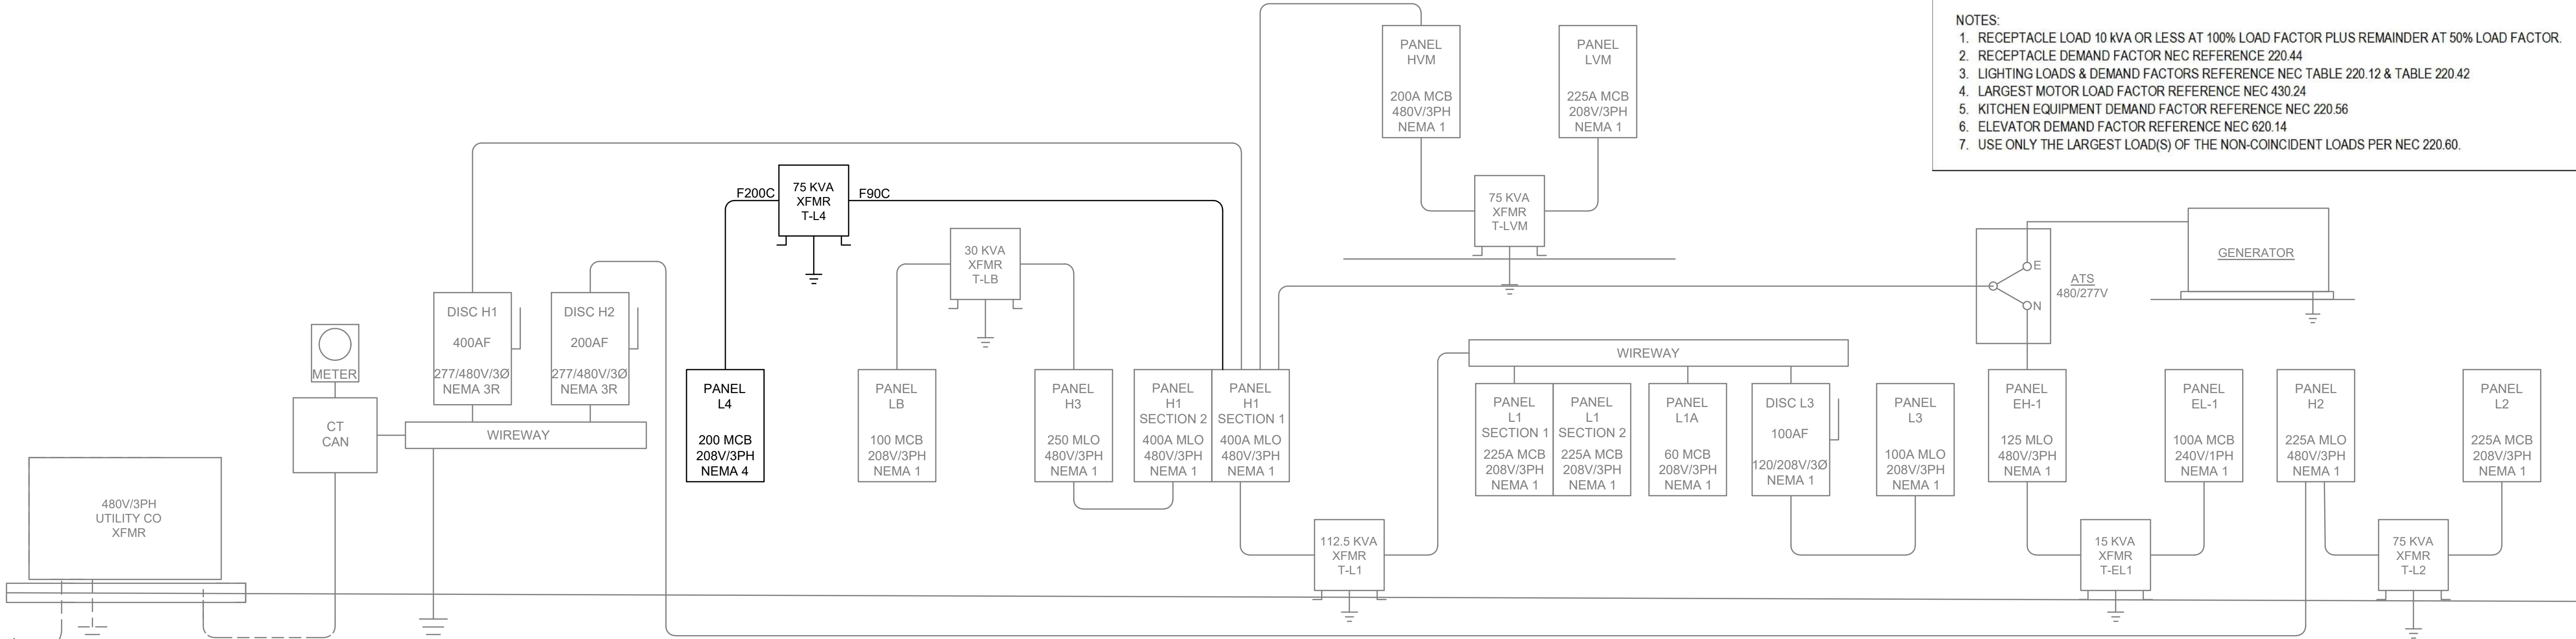 NOTES:
1. RECEPTACLE LOAD 10 kVA OR LESS AT 100% LOAD FACTOR PLUS REMAINDER AT 50% LOAD FACTOR.
2. RECEPTACLE DEMAND FACTOR NEC REFERENCE 220.44
3. LIGHTING LOADS & DEMAND FACTORS REFERENCE NEC TABLE 220.12 & TABLE 220.42
4. LARGEST MOTOR LOAD FACTOR REFERENCE NEC 430.24
5. KITCHEN EQUIPMENT DEMAND FACTOR REFERENCE NEC 220.56
6. ELEVATOR DEMAND FACTOR REFERENCE NEC 620.14
7. USE ONLY THE LARGEST LOAD(S) OF THE NON-COINCIDENT LOADS PER NEC 220.60.
PANEL
HVM
200A MCB
480V/3PH
NEMA 1
PANEL
LVM
225A MCB
208V/3PH
NEMA 1
75 KVA
XFMR
T-LVM
F200C
75 KVA
XFMR
T-L4
F90C
30 KVA
XFMR
T-LB
GENERATOR
E
N
ATS
480/277V
METER
CT
CAN
DISC H1
400AF
277/480V/3Ø
NEMA 3R
DISC H2
200AF
277/480V/3Ø
NEMA 3R
WIREWAY
480V/3PH
UTILITY CO
XFMR
PANEL
L4
200 MCB
208V/3PH
NEMA 4
PANEL
LB
100 MCB
208V/3PH
NEMA 1
PANEL
H3
250 MLO
480V/3PH
NEMA 1
PANEL
H1
SECTION 2
400A MLO
480V/3PH
NEMA 1
PANEL
H1
SECTION 1
400A MLO
480V/3PH
NEMA 1
112.5 KVA
XFMR
T-L1
WIREWAY
PANEL
L1
SECTION 1
225A MCB
208V/3PH
NEMA 1
PANEL
L1
SECTION 2
225A MCB
208V/3PH
NEMA 1
PANEL
L1A
60 MCB
208V/3PH
NEMA 1
DISC L3
100AF
120/208V/3Ø
NEMA 1
PANEL
L3
100A MLO
208V/3PH
NEMA 1
PANEL
EH-1
125 MLO
480V/3PH
NEMA 1
PANEL
EL-1
100A MCB
240V/1PH
NEMA 1
PANEL
H2
225A MLO
480V/3PH
NEMA 1
PANEL
L2
225A MCB
208V/3PH
NEMA 1
15 KVA
XFMR
T-EL1
75 KVA
XFMR
T-L2